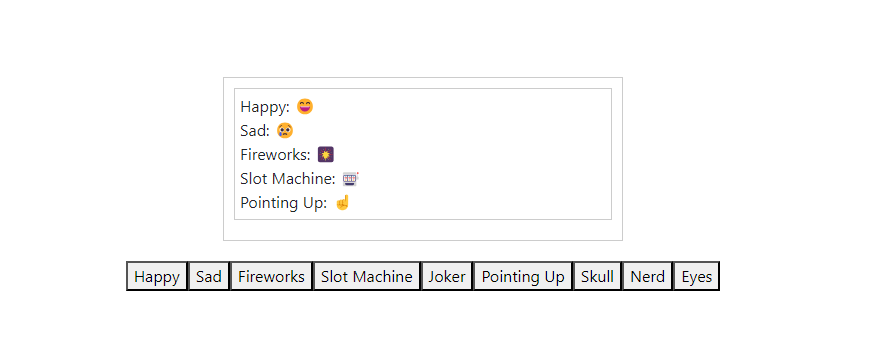 Happy: 😄
Sad: 😢
Fireworks: 🎆
Slot Machine: 🎰
Pointing Up: ☝
Happy Sad Fireworks Slot Machine Joker Pointing Up Skull Nerd Eyes